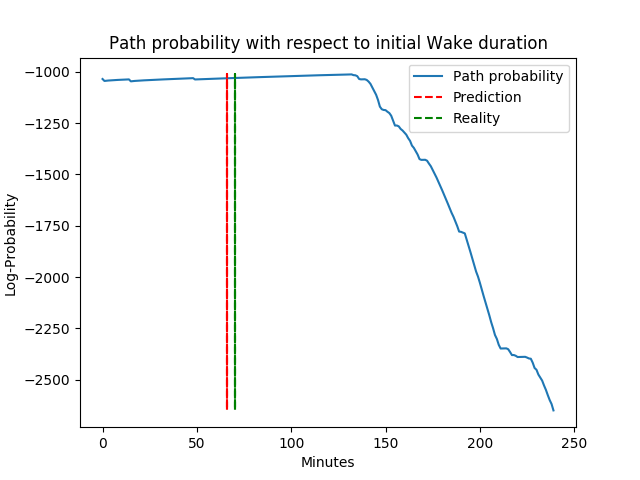 Path probability with respect to initial Wake duration
Path probability
Prediction
Reality
−1000
−1250
−1500
−1750
−2000
−2250
−2500
Log-Probability
0 50 100 150 200 250
Minutes